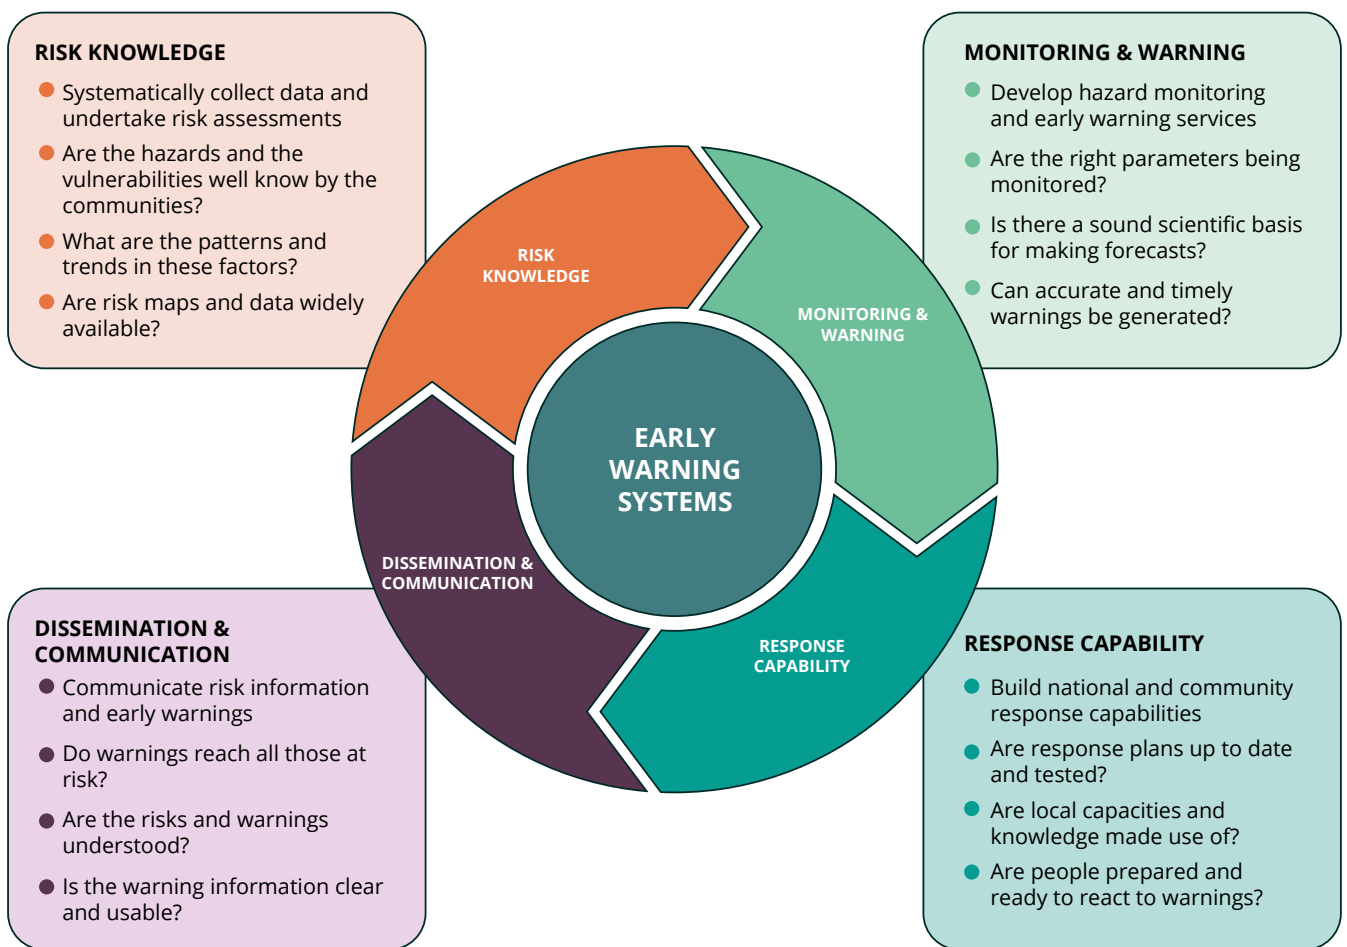 RISK KNOWLEDGE
Systematically collect data and
undertake risk assessments
Are the hazards and the
vulnerabilities well know by the
communities?
What are the patterns and
trends in these factors?
Are risk maps and data widely
available?
MONITORING & WARNING
Develop hazard monitoring
and early warning services
Are the right parameters being
monitored?
Is there a sound scientific basis
for making forecasts?
Can accurate and timely
warnings be generated?
RISK
KNOWLEDGE
MONITORING &
WARNING
EARLY
WARNING
SYSTEMS
DISSEMINATION &
COMMUNICATION
RESPONSE
CAPABILITY
DISSEMINATION &
COMMUNICATION
Communicate risk information
and early warnings
Do warnings reach all those at
risk?
Are the risks and warnings
understood?
Is the warning information clear
and usable?
RESPONSE CAPABILITY
Build national and community
response capabilities
Are response plans up to date
and tested?
Are local capacities and
knowledge made use of?
Are people prepared and
ready to react to warnings?